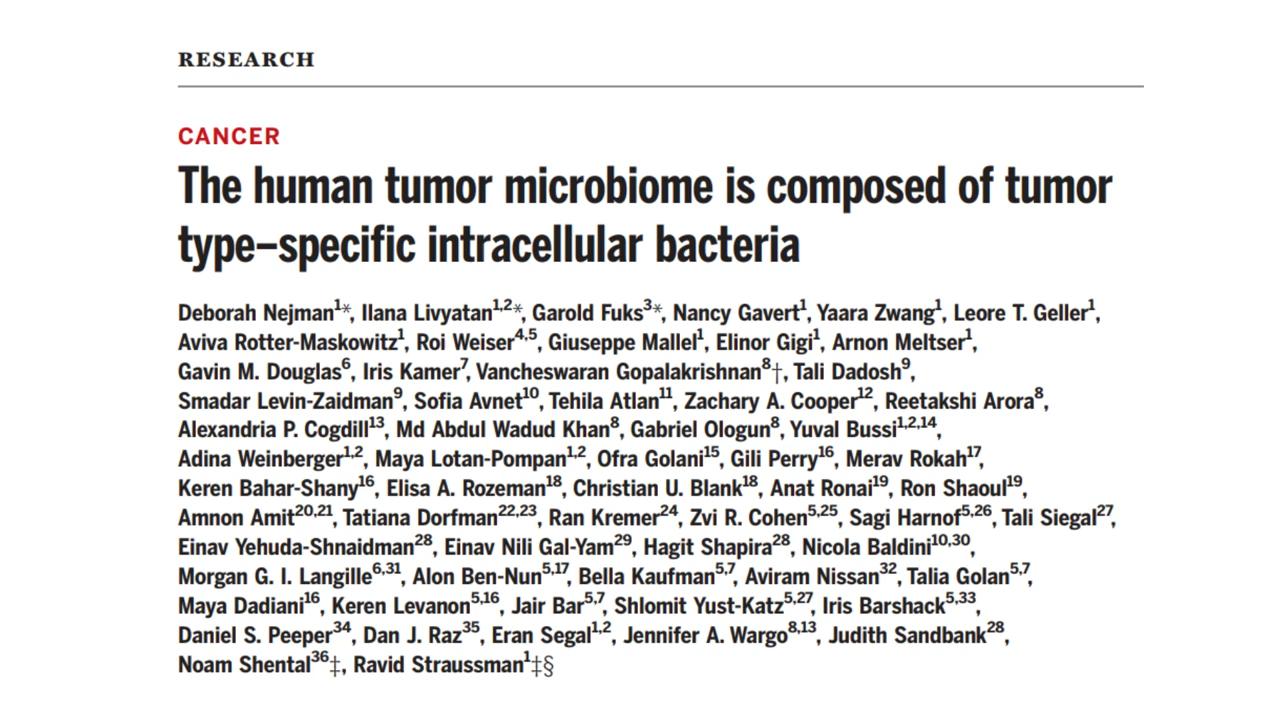 RESEARCH
CANCER
The human tumor microbiome is composed of tumor
type–specific intracellular bacteria
Deborah Nejman1*, Ilana Livyatan1,2*, Garold Fuks3*, Nancy Gavert1, Yaara Zwang1, Leore T. Geller1,
Aviva Rotter-Maskowitz1, Roi Weiser4,5, Giuseppe Mallel1, Elinor Gigi1, Arnon Meltser1,
Gavin M. Douglas6, Iris Kamer7, Vancheswaran Gopalakrishnan8†, Tali Dadosh9,
Smadar Levin-Zaidman9, Sofia Avnet10, Tehila Atlan11, Zachary A. Cooper12, Reetakshi Arora8,
Alexandria P. Cogdill13, Md Abdul Wadud Khan8, Gabriel Ologun8, Yuval Bussi1,2,14,
Adina Weinberger1,2, Maya Lotan-Pompan1,2, Ofra Golani15, Gili Perry16, Merav Rokah17,
Keren Bahar-Shany16, Elisa A. Rozeman18, Christian U. Blank18, Anat Ronai19, Ron Shaoul19,
Amnon Amit20,21, Tatiana Dorfman22,23, Ran Kremer24, Zvi R. Cohen5,25, Sagi Harnof5,26, Tali Siegal27,
Einav Yehuda-Shnaidman28, Einav Nili Gal-Yam29, Hagit Shapira28, Nicola Baldini10,30,
Morgan G. I. Langille6,31, Alon Ben-Nun5,17, Bella Kaufman5,7, Aviram Nissan32, Talia Golan5,7,
Maya Dadiani16, Keren Levanon5,16, Jair Bar5,7, Shlomit Yust-Katz5,27, Iris Barshack5,33,
Daniel S. Peeper34, Dan J. Raz35, Eran Segal1,2, Jennifer A. Wargo8,13, Judith Sandbank28,
Noam Shental36‡, Ravid Straussman1‡§